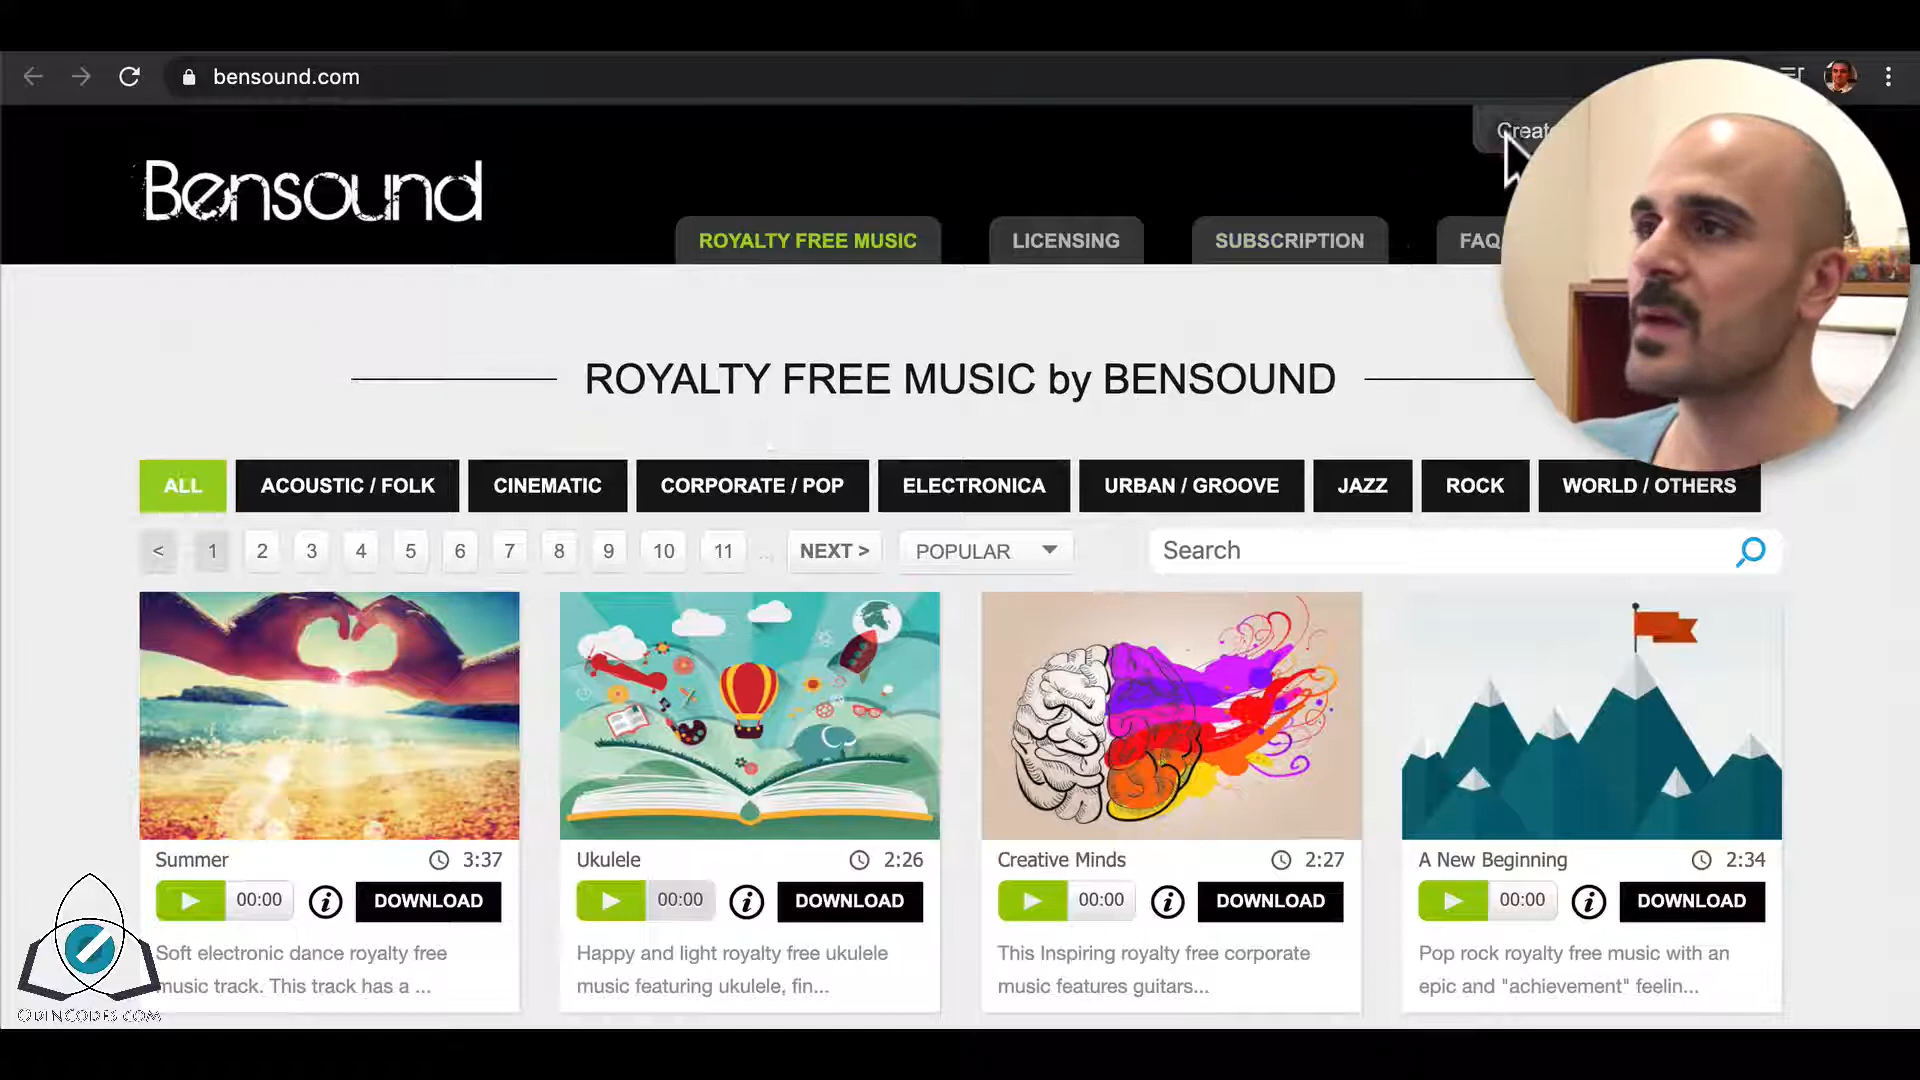 bensound.com
Create
Bensound
ROYALTY FREE MUSIC
LICENSING
SUBSCRIPTION
FAQ
ROYALTY FREE MUSIC by BENSOUND
ALL
ACOUSTIC / FOLK
CINEMATIC
CORPORATE / POP
ELECTRONICA
URBAN / GROOVE
JAZZ
ROCK
WORLD / OTHERS
< 1 2 3 4 5 6 7 8 9 10 11 ... NEXT >
POPULAR
Search
Summer 3:37
00:00 i DOWNLOAD
Soft electronic dance royalty free
music track. This track has a ...
Ukulele 2:26
00:00 i DOWNLOAD
Happy and light royalty free ukulele
music featuring ukulele, fin...
Creative Minds 2:27
00:00 i DOWNLOAD
This Inspiring royalty free corporate
music features guitars...
A New Beginning 2:34
00:00 i DOWNLOAD
Pop rock royalty free music with an
epic and "achievement" feelin...
ODINCODES.COM